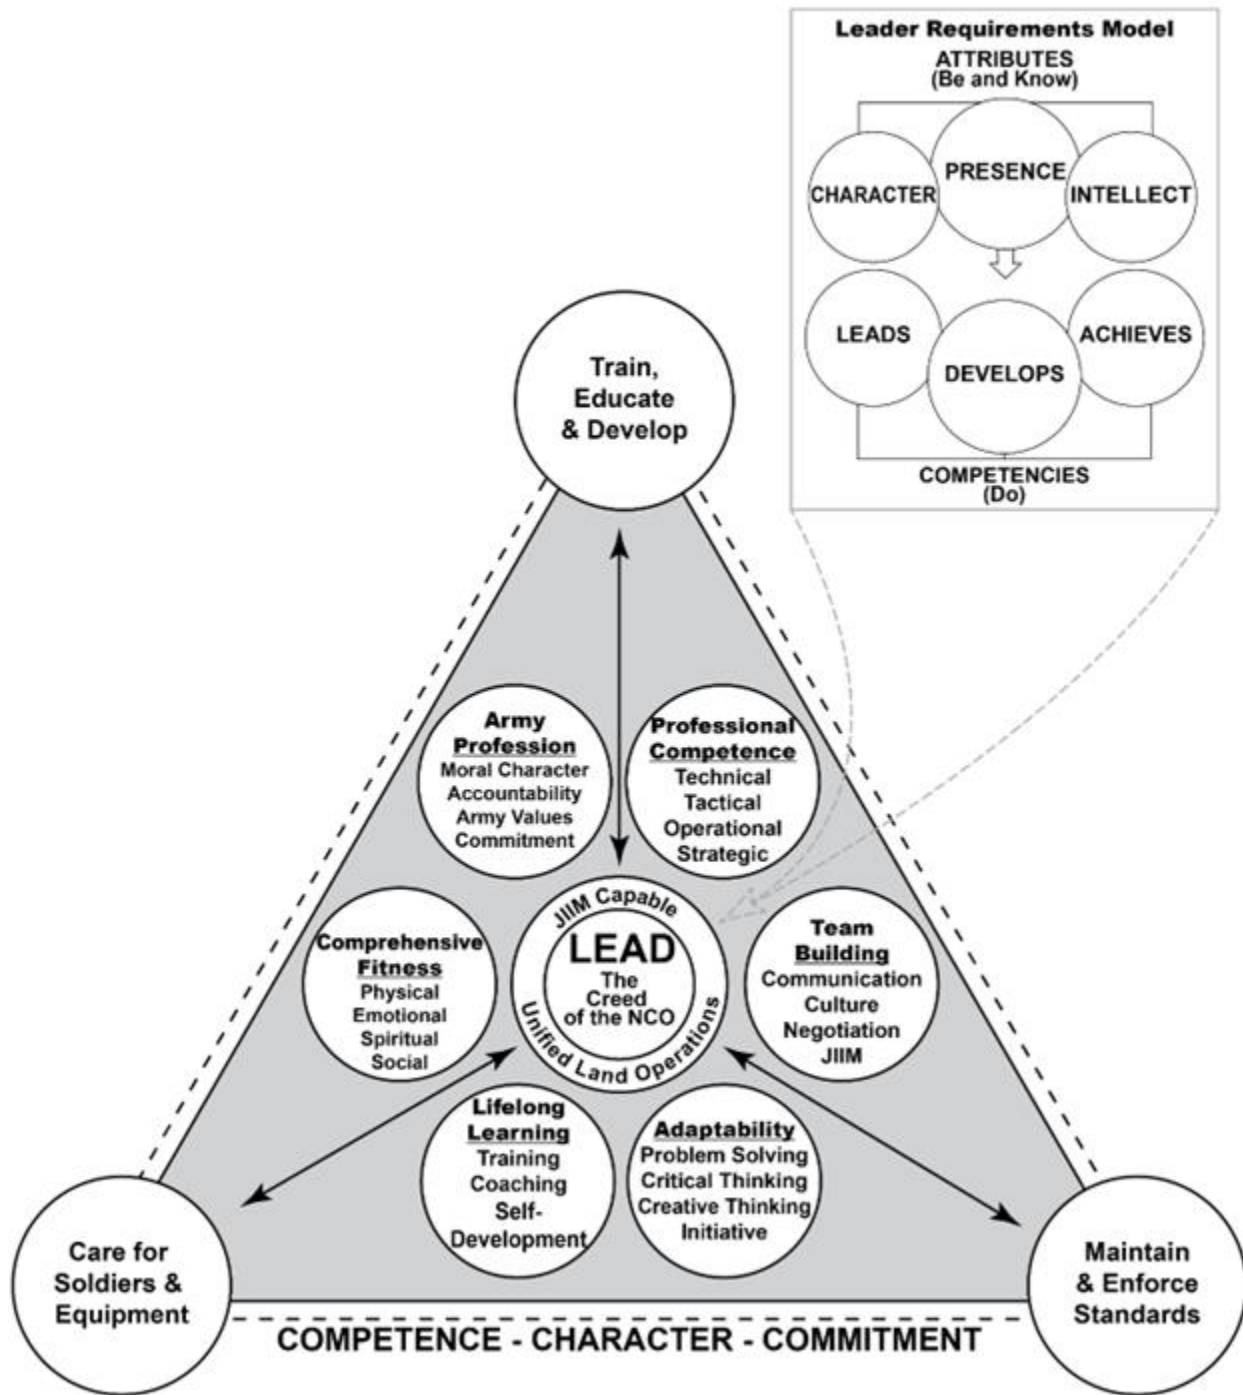 Leader Requirements Model
ATTRIBUTES
(Be and Know)
CHARACTER
PRESENCE
INTELLECT
LEADS
DEVELOPS
ACHIEVES
COMPETENCIES
(Do)
Train,
Educate
& Develop
Army
Profession
Moral Character
Accountability
Army Values
Commitment
Professional
Competence
Technical
Tactical
Operational
Strategic
Comprehensive
Fitness
Physical
Emotional
Spiritual
Social
JIIM Capable
LEAD
The
Creed
of the NCO
Unified Land Operations
Team
Building
Communication
Culture
Negotiation
JIIM
Lifelong
Learning
Training
Coaching
Self-
Development
Adaptability
Problem Solving
Critical Thinking
Creative Thinking
Initiative
Care for
Soldiers &
Equipment
Maintain
& Enforce
Standards
COMPETENCE - CHARACTER - COMMITMENT